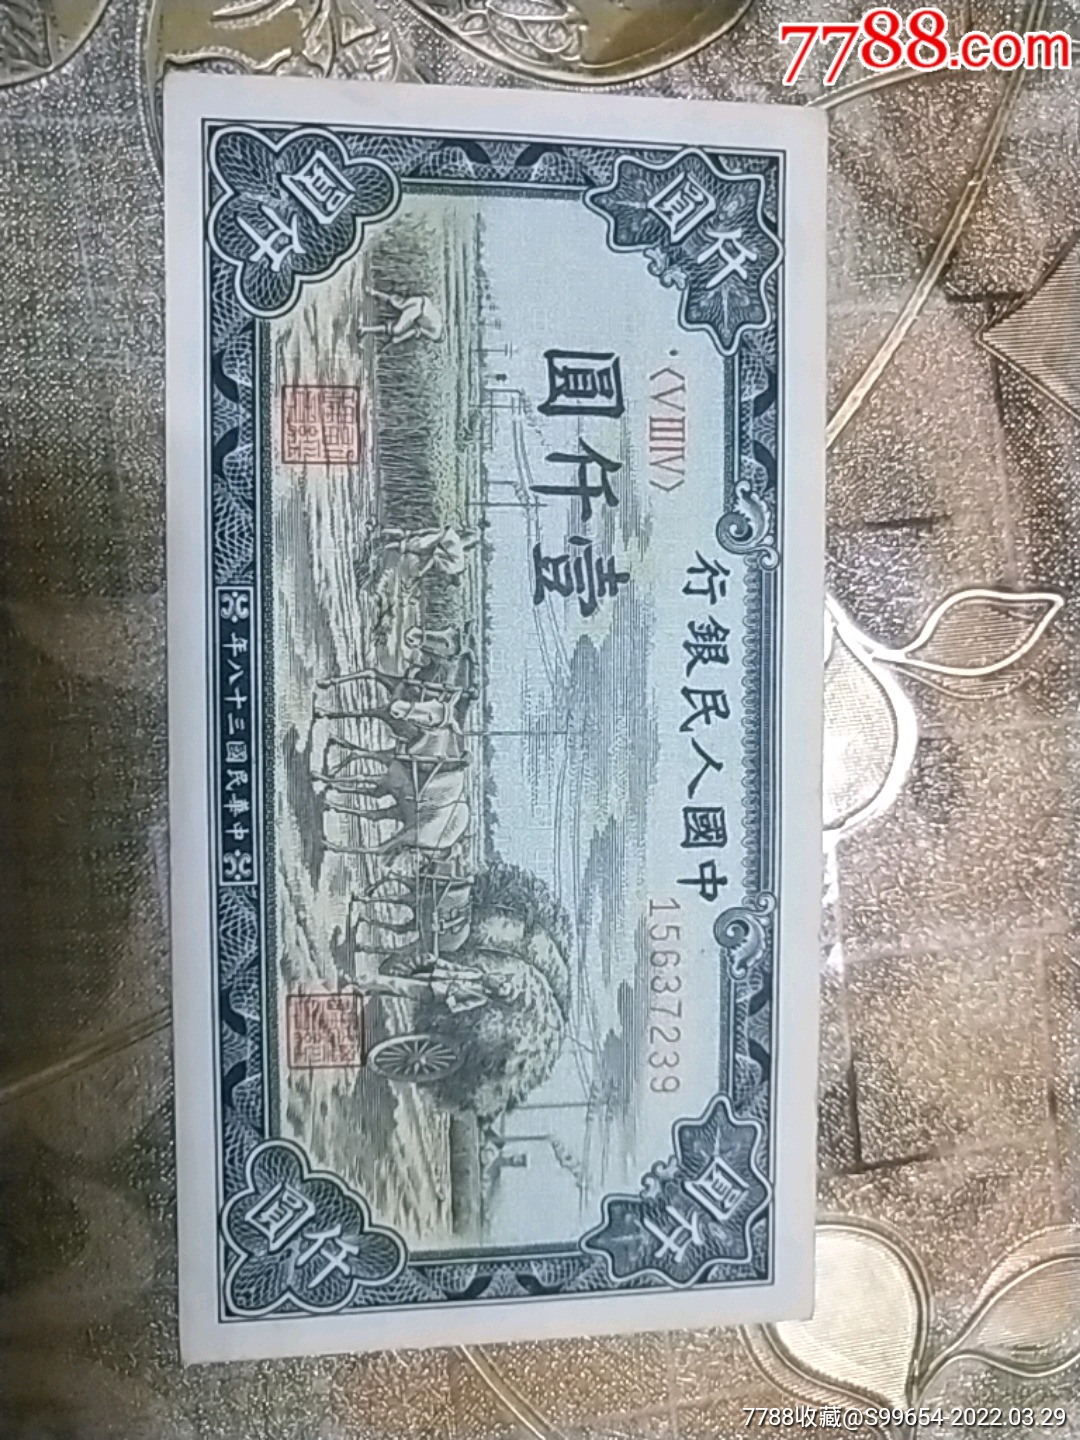 7788.com
中國人民銀行
〈VIIIIV〉
15637239
壹仟圓
仟圓
仟圓
仟圓
仟圓
中華民國三十八年
7788收藏@S99654-2022.03.29